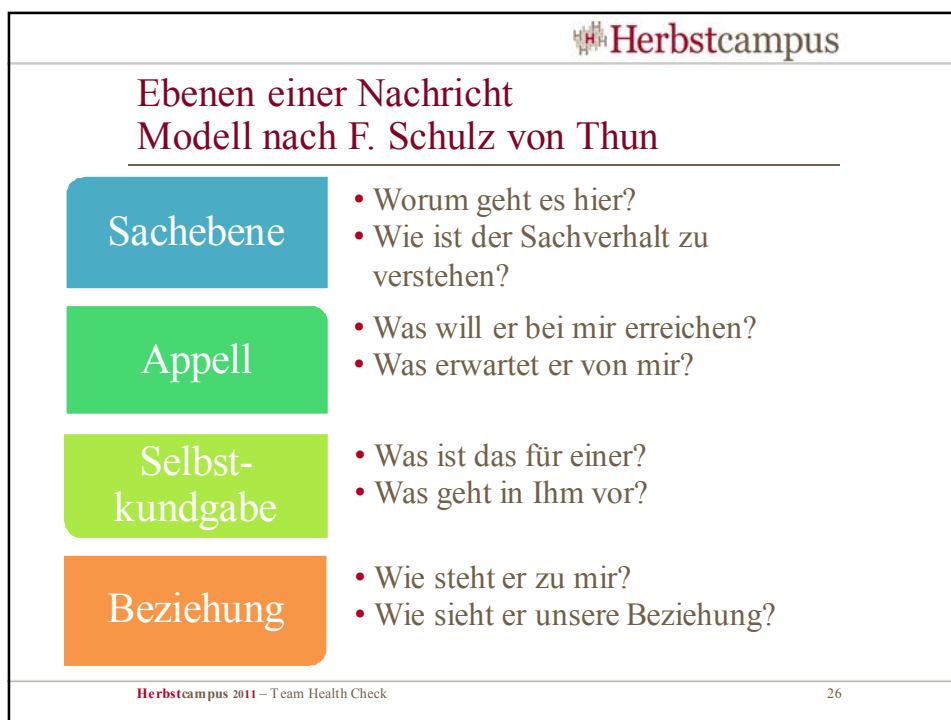 Herbstcampus
Ebenen einer Nachricht
Modell nach F. Schulz von Thun
Sachebene
• Worum geht es hier?
• Wie ist der Sachverhalt zu
verstehen?
Appell
• Was will er bei mir erreichen?
• Was erwartet er von mir?
Selbst-
kundgabe
• Was ist das für einer?
• Was geht in Ihm vor?
Beziehung
• Wie steht er zu mir?
• Wie sieht er unsere Beziehung?
Herbstcampus 2011 – Team Health Check 26